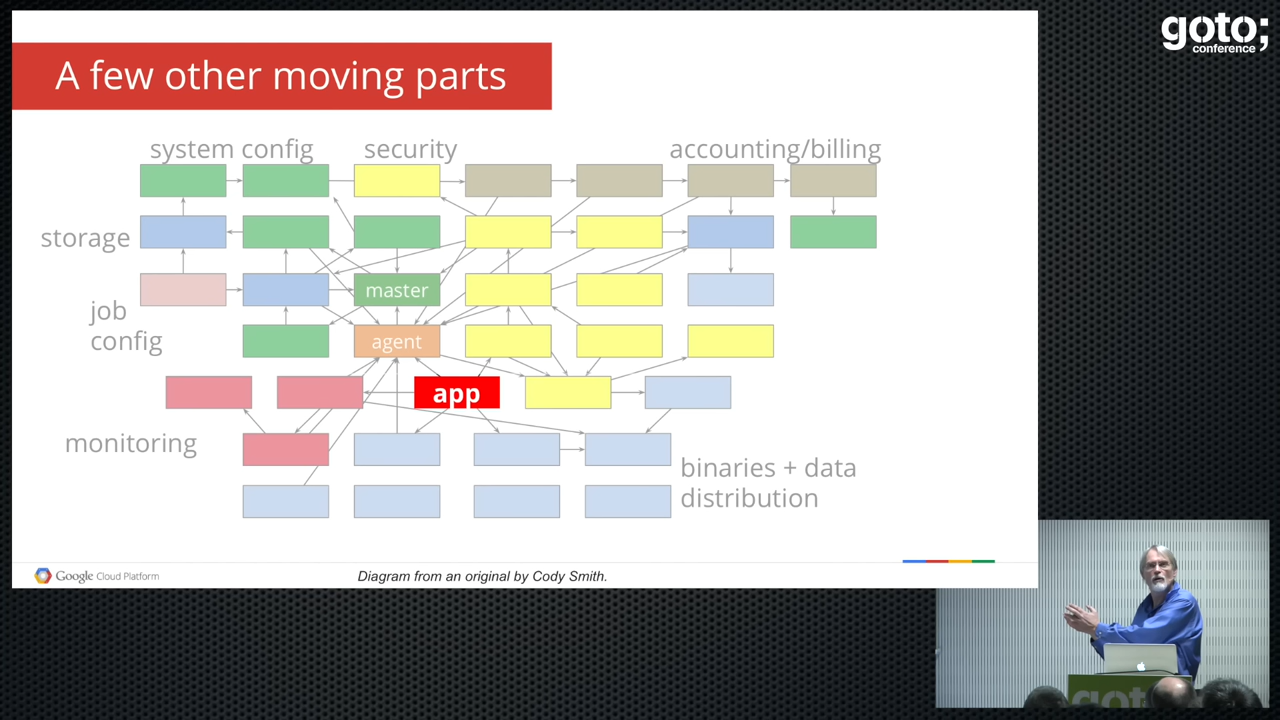 goto;
conference
A few other moving parts
system config
security
accounting/billing
storage
master
job
config
agent
app
monitoring
binaries + data
distribution
Google Cloud Platform
Diagram from an original by Cody Smith.
goto